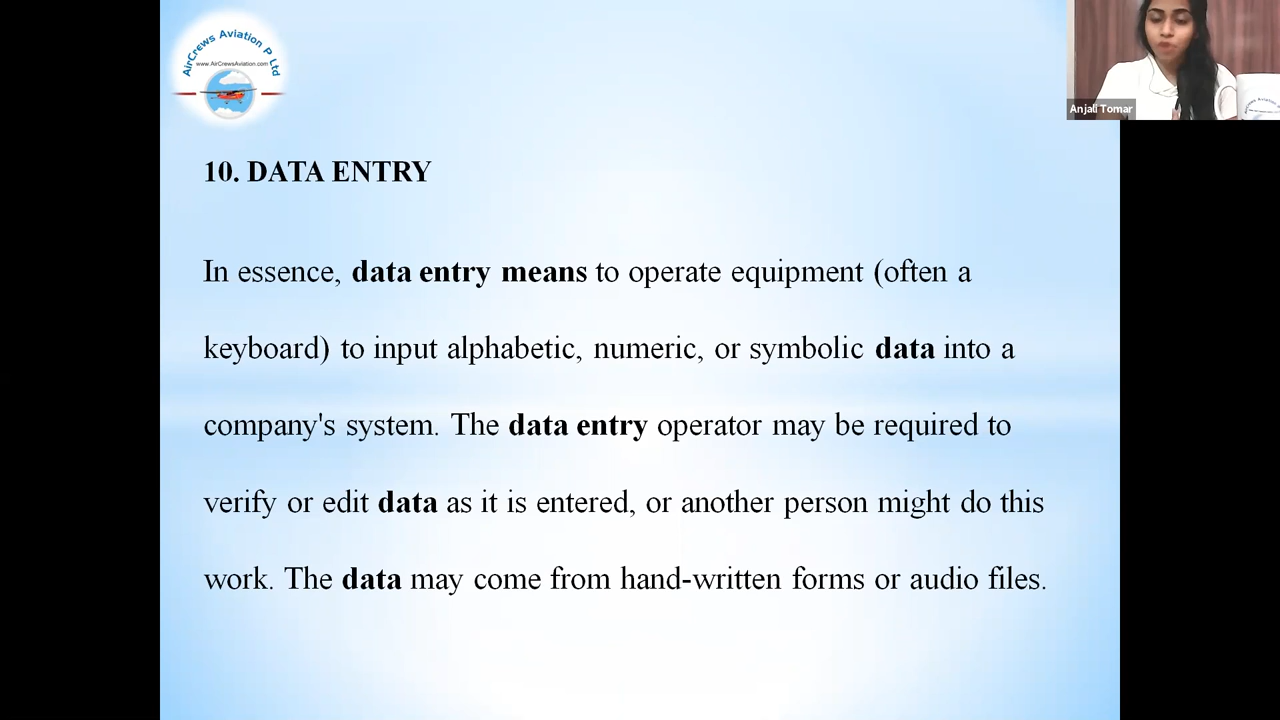 AirCrews Aviation P Ltd
www.AirCrewsAviation.com
Anjali Tomar
10. DATA ENTRY
In essence, data entry means to operate equipment (often a
keyboard) to input alphabetic, numeric, or symbolic data into a
company's system. The data entry operator may be required to
verify or edit data as it is entered, or another person might do this
work. The data may come from hand-written forms or audio files.